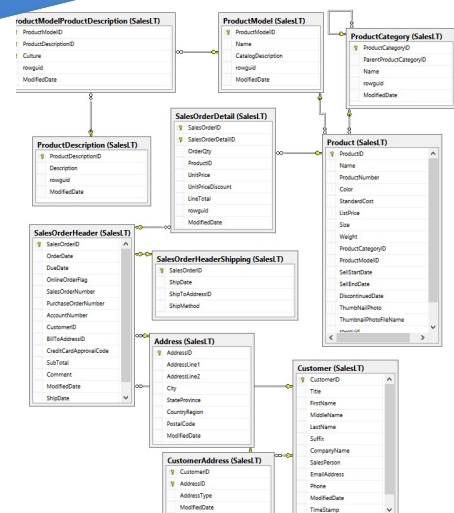 roductModelProductDescription (SalesLT)
ProductModelID
ProductDescriptionID
Culture
rowguid
ModifiedDate
ProductModel (SalesLT)
ProductModelID
Name
CatalogDescription
rowguid
ModifiedDate
ProductCategory (SalesLT)
ProductCategoryID
ParentProductCategoryID
Name
rowguid
ModifiedDate
ProductDescription (SalesLT)
ProductDescriptionID
Description
rowguid
ModifiedDate
SalesOrderDetail (SalesLT)
SalesOrderID
SalesOrderDetailID
OrderQty
ProductID
UnitPrice
UnitPriceDiscount
LineTotal
rowguid
ModifiedDate
Product (SalesLT)
ProductID
Name
ProductNumber
Color
StandardCost
ListPrice
Size
Weight
ProductCategoryID
ProductModelID
SellStartDate
SellEndDate
DiscontinuedDate
ThumbNailPhoto
ThumbnailPhotoFileName
rowguid
SalesOrderHeader (SalesLT)
SalesOrderID
OrderDate
DueDate
OnlineOrderFlag
SalesOrderNumber
PurchaseOrderNumber
AccountNumber
CustomerID
BillToAddressID
CreditCardApprovalCode
SubTotal
Comment
ModifiedDate
ShipDate
SalesOrderHeaderShipping (SalesLT)
SalesOrderID
ShipDate
ShipToAddressID
ShipMethod
Address (SalesLT)
AddressID
AddressLine1
AddressLine2
City
StateProvince
CountryRegion
PostalCode
ModifiedDate
Customer (SalesLT)
CustomerID
Title
FirstName
MiddleName
LastName
Suffix
CompanyName
SalesPerson
EmailAddress
Phone
ModifiedDate
TimeStamp
CustomerAddress (SalesLT)
CustomerID
AddressID
AddressType
ModifiedDate